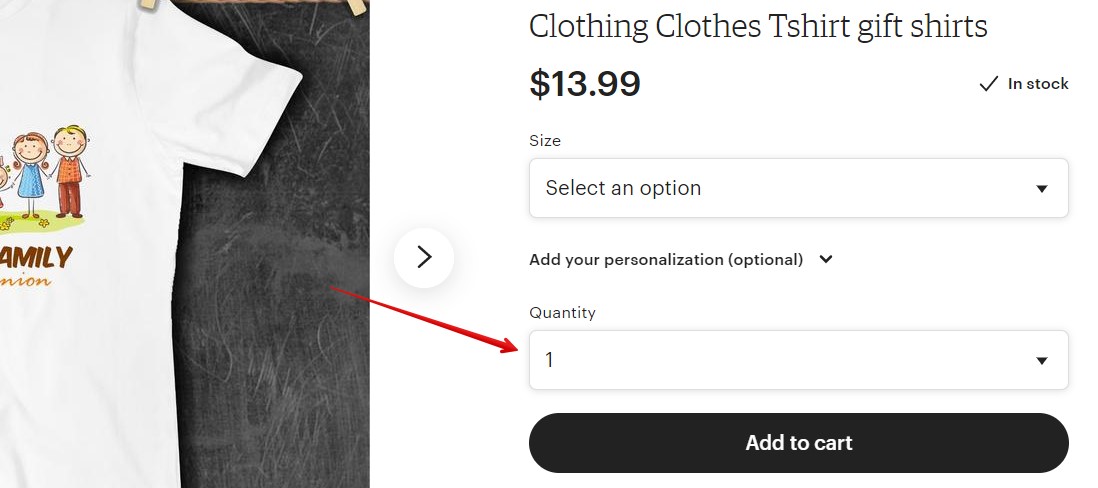 Clothing Clothes Tshirt gift shirts
$13.99
In stock
Size
Select an option
Add your personalization (optional)
Quantity
1
Add to cart
AMILY
nion